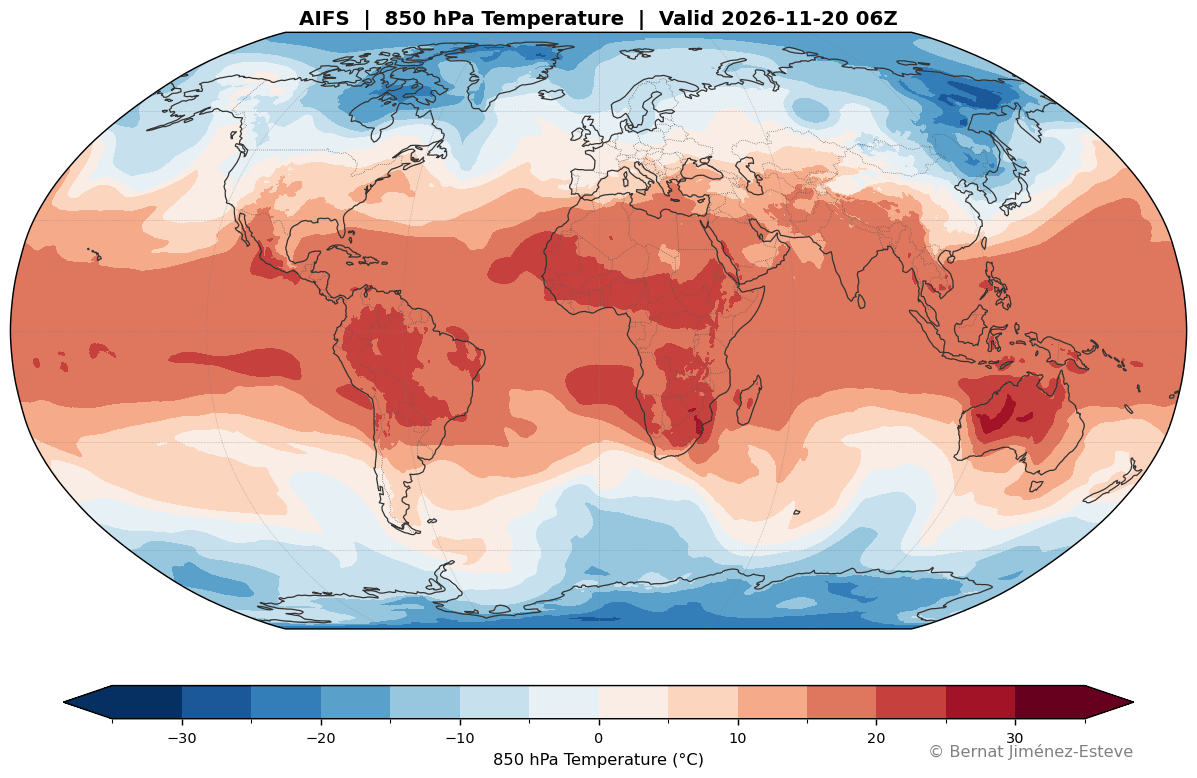 AIFS | 850 hPa Temperature | Valid 2026-11-20 06Z
−30 −20 −10 0 10 20 30
850 hPa Temperature (°C)
© Bernat Jiménez-Esteve